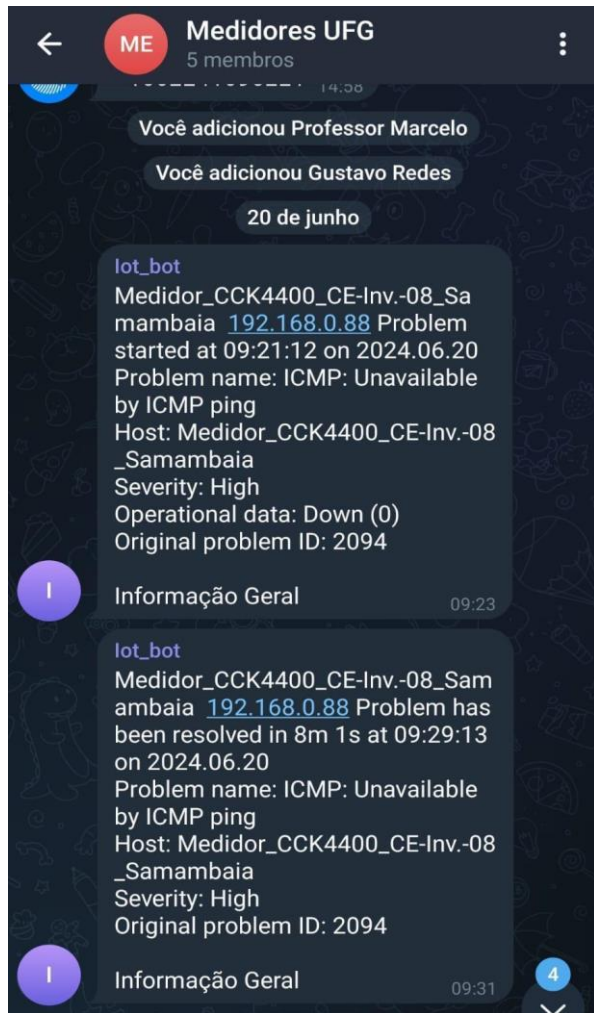 ME
Medidores UFG
5 membros
14:58
Você adicionou Professor Marcelo
Você adicionou Gustavo Redes
20 de junho
Iot_bot
Medidor_CCK4400_CE-Inv.-08_Sa
mambaia 192.168.0.88 Problem
started at 09:21:12 on 2024.06.20
Problem name: ICMP: Unavailable
by ICMP ping
Host: Medidor_CCK4400_CE-Inv.-08
_Samambaia
Severity: High
Operational data: Down (0)
Original problem ID: 2094
I
Informação Geral
09:23
Iot_bot
Medidor_CCK4400_CE-Inv.-08_Sam
ambaia 192.168.0.88 Problem has
been resolved in 8m 1s at 09:29:13
on 2024.06.20
Problem name: ICMP: Unavailable
by ICMP ping
Host: Medidor_CCK4400_CE-Inv.-08
_Samambaia
Severity: High
Original problem ID: 2094
I
Informação Geral
09:31
4